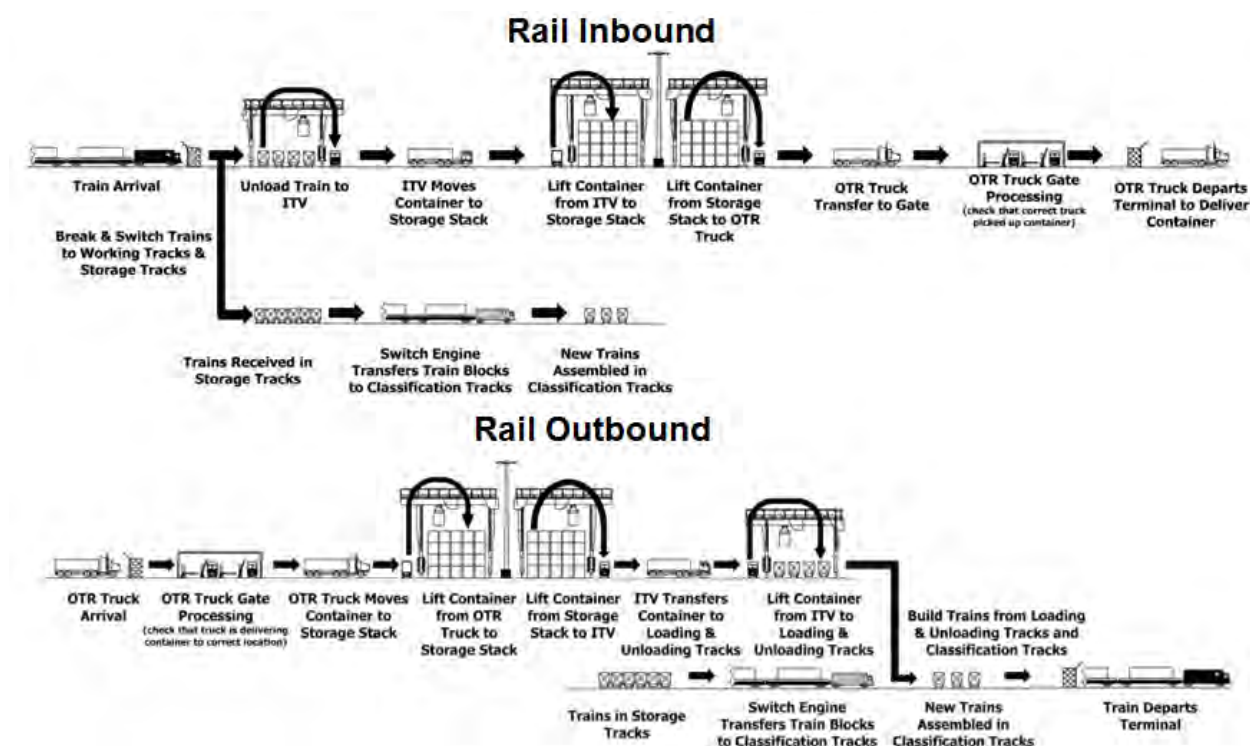 Rail Inbound
Train Arrival
Unload Train to
ITV
ITV Moves
Container to
Storage Stack
Lift Container
from ITV to
Storage Stack
Lift Container
from Storage
Stack to OTR
Truck
OTR Truck
Transfer to Gate
OTR Truck Gate
Processing
(check that correct truck
picked up container)
OTR Truck Departs
Terminal to Deliver
Container
Break & Switch Trains
to Working Tracks &
Storage Tracks
Trains Received in
Storage Tracks
Switch Engine
Transfers Train Blocks
to Classification Tracks
New Trains
Assembled in
Classification Tracks
Rail Outbound
OTR Truck
Arrival
OTR Truck Gate
Processing
(check that truck is delivering
container to correct location)
OTR Truck Moves
Container to
Storage Stack
Lift Container
from OTR
Truck to
Storage Stack
Lift Container
from Storage
Stack to ITV
ITV Transfers
Container to
Loading &
Unloading Tracks
Lift Container
from ITV to
Loading &
Unloading Tracks
Build Trains from Loading
& Unloading Tracks and
Classification Tracks
Trains in Storage
Tracks
Switch Engine
Transfers Train Blocks
to Classification Tracks
New Trains
Assembled in
Classification Tracks
Train Departs
Terminal